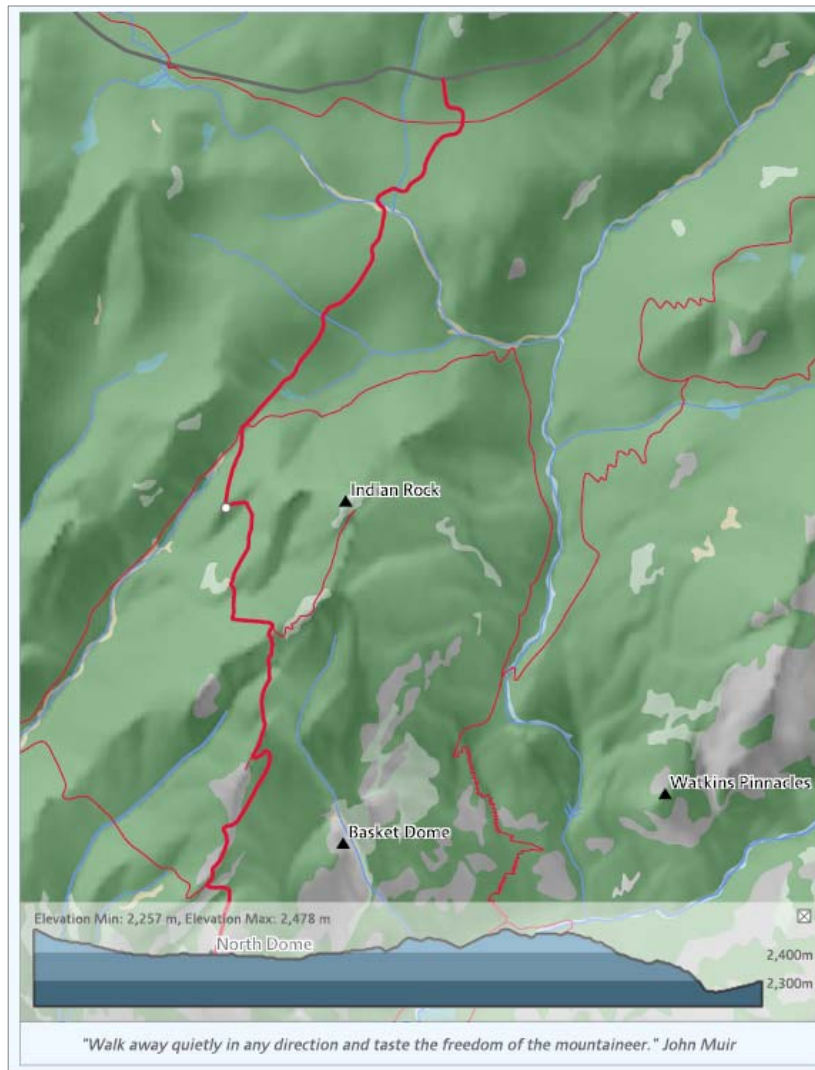 Indian Rock
Watkins Pinnacles
Basket Dome
Elevation Min: 2,257 m, Elevation Max: 2,478 m
North Dome
2,400m
2,300m
"Walk away quietly in any direction and taste the freedom of the mountaineer." John Muir